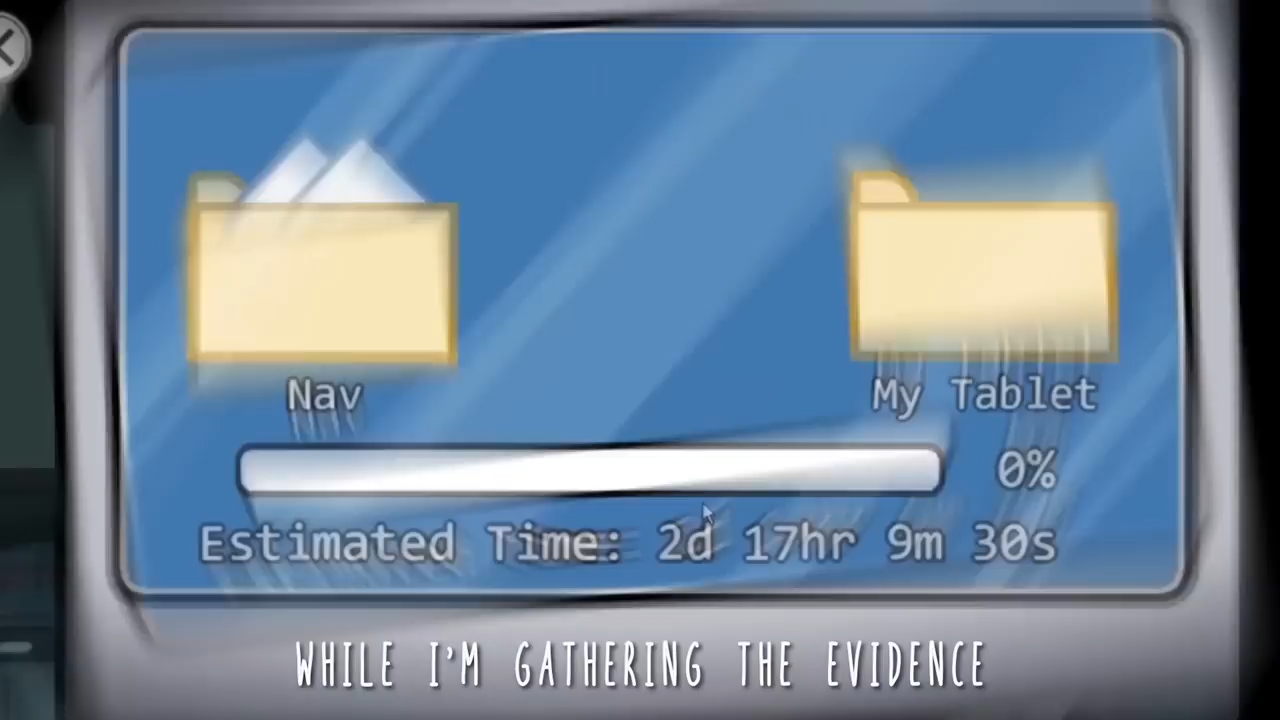 Nav
My Tablet
0%
Estimated Time: 2d 17hr 9m 30s
WHILE I'M GATHERING THE EVIDENCE